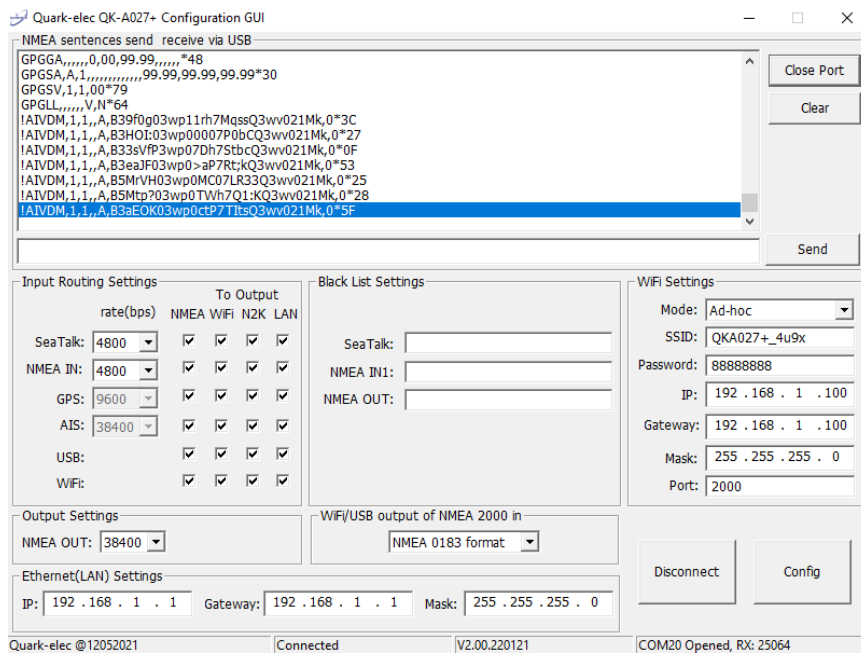 Quark-elec QK-A027+ Configuration GUI
NMEA sentences send receive via USB
GPGGA,,,,,,0,00,99.99,,,,,,*48
GPGSA,A,1,,,,,,,,,,,,,99.99,99.99,99.99*30
GPGSV,1,1,00*79
GPGLL,,,,,,V,N*64
!AIVDM,1,1,,A,B39f0g03wp11rh7MqssQ3wv021Mk,0*3C
!AIVDM,1,1,,A,B3HOI:03wp00007P0bCQ3wv021Mk,0*27
!AIVDM,1,1,,A,B33sVfP3wp07Dh7StbcQ3wv021Mk,0*0F
!AIVDM,1,1,,A,B3eaJF03wp0>aP7Rt;kQ3wv021Mk,0*53
!AIVDM,1,1,,A,B5MrVH03wp0MC07LR33Q3wv021Mk,0*25
!AIVDM,1,1,,A,B5Mtp?03wp0TWh7Q1:KQ3wv021Mk,0*28
!AIVDM,1,1,,A,B3aEOK03wp0ctP7TItsQ3wv021Mk,0*5F
Close Port
Clear
Send
Input Routing Settings
To Output
rate(bps) NMEA WiFi N2K LAN
SeaTalk: 4800
NMEA IN: 4800
GPS: 9600
AIS: 38400
USB:
WiFi:
Black List Settings
SeaTalk:
NMEA IN1:
NMEA OUT:
WiFi Settings
Mode: Ad-hoc
SSID: QKA027+_4u9x
Password: 88888888
IP: 192 . 168 . 1 . 100
Gateway: 192 . 168 . 1 . 100
Mask: 255 . 255 . 255 . 0
Port: 2000
Output Settings
NMEA OUT: 38400
WiFi/USB output of NMEA 2000 in
NMEA 0183 format
Disconnect
Config
Ethernet(LAN) Settings
IP: 192 . 168 . 1 . 1 Gateway: 192 . 168 . 1 . 1 Mask: 255 . 255 . 255 . 0
Quark-elec @12052021 Connected V2.00.220121 COM20 Opened, RX: 25064